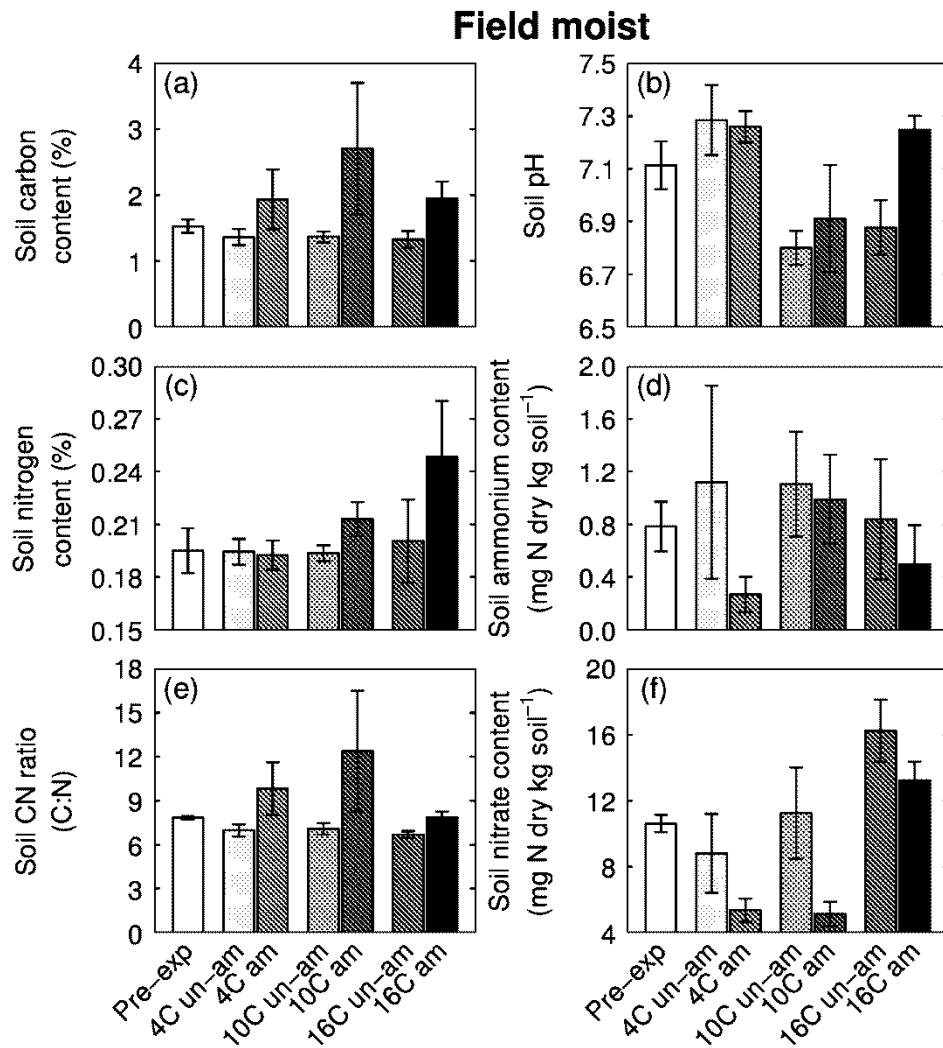 Field moist
(a)
Soil carbon
content (%)
4
3
2
1
0
(b)
Soil pH
7.5
7.3
7.1
6.9
6.7
6.5
(c)
Soil nitrogen
content (%)
0.30
0.27
0.24
0.21
0.18
0.15
(d)
Soil ammonium content
(mg N dry kg soil⁻¹)
2.0
1.6
1.2
0.8
0.4
0.0
(e)
Soil CN ratio
(C:N)
18
15
12
9
6
3
0
(f)
Soil nitrate content
(mg N dry kg soil⁻¹)
20
16
12
8
4
Pre-exp
4C un-am
4C am
10C un-am
10C am
16C un-am
16C am
Pre-exp
4C un-am
4C am
10C un-am
10C am
16C un-am
16C am